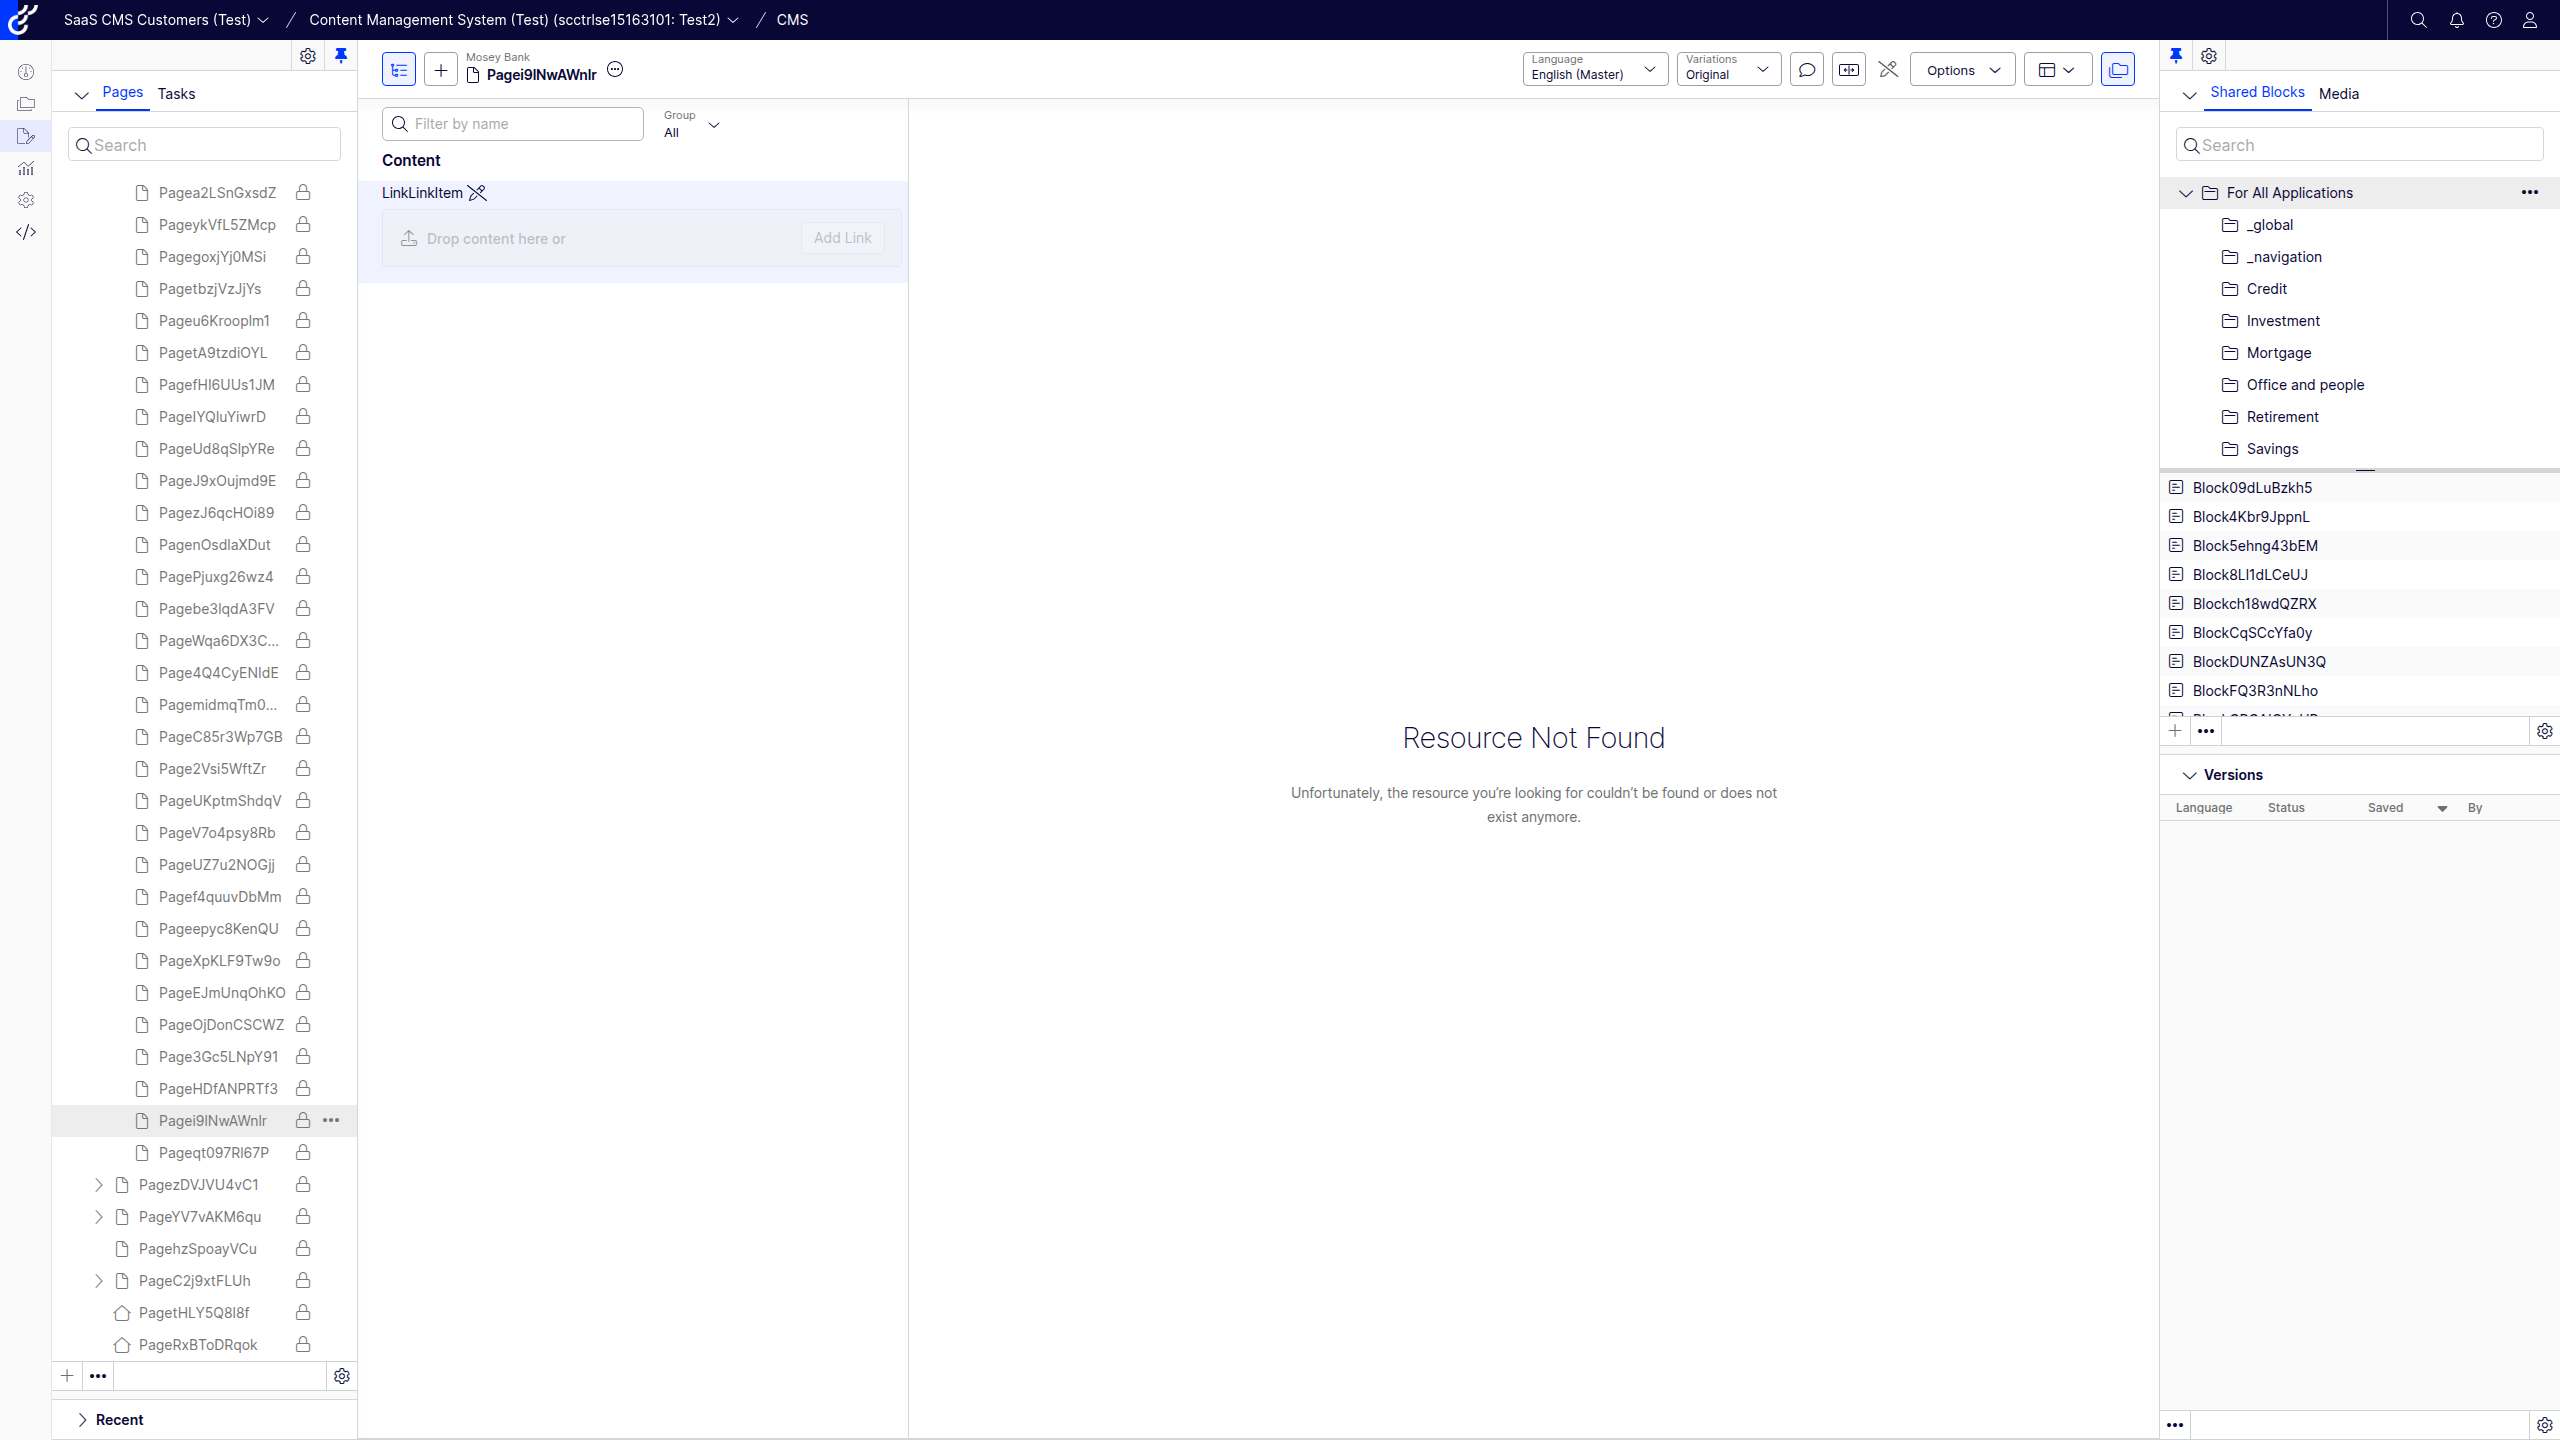 SaaS CMS Customers (Test)
Content Management System (Test) (scctrlse15163101: Test2)
CMS
Pages
Tasks
Search
Pagea2LSnGxsdZ
PageykVfL5ZMcp
PagegoxjYj0MSi
PagetbzjVzJjYs
Pageu6Krooplm1
PagetA9tzdiOYL
PagefHI6UUs1JM
PageIYQluYiwrD
PageUd8qSlpYRe
PageJ9xOujmd9E
PagezJ6qcHOi89
PagenOsdlaXDut
PagePjuxg26wz4
Pagebe3lqdA3FV
PageWqa6DX3C...
Page4Q4CyENldE
PagemidmqTm0...
PageC85r3Wp7GB
Page2Vsi5WftZr
PageUKptmShdqV
PageV7o4psy8Rb
PageUZ7u2NOGjj
Pagef4quuvDbMm
Pageepyc8KenQU
PageXpKLF9Tw9o
PageEJmUnqOhKO
PageOjDonCSCWZ
Page3Gc5LNpY91
PageHDfANPRTf3
Pagei9lNwAWnlr
Pageqt097Rl67P
PagezDVJVU4vC1
PageYV7vAKM6qu
PagehzSpoayVCu
PageC2j9xtFLUh
PagetHLY5Q8l8f
PageRxBToDRqok
Recent
Mosey Bank
Pagei9lNwAWnlr
Language
English (Master)
Variations
Original
Options
Filter by name
Group
All
Content
LinkLinkItem
Drop content here or
Add Link
Resource Not Found
Unfortunately, the resource you're looking for couldn't be found or does not
exist anymore.
Shared Blocks
Media
Search
For All Applications
_global
_navigation
Credit
Investment
Mortgage
Office and people
Retirement
Savings
Block09dLuBzkh5
Block4Kbr9JppnL
Block5ehng43bEM
Block8Ll1dLCeUJ
Blockch18wdQZRX
BlockCqSCcYfa0y
BlockDUNZAsUN3Q
BlockFQ3R3nNLho
Versions
Language
Status
Saved
By